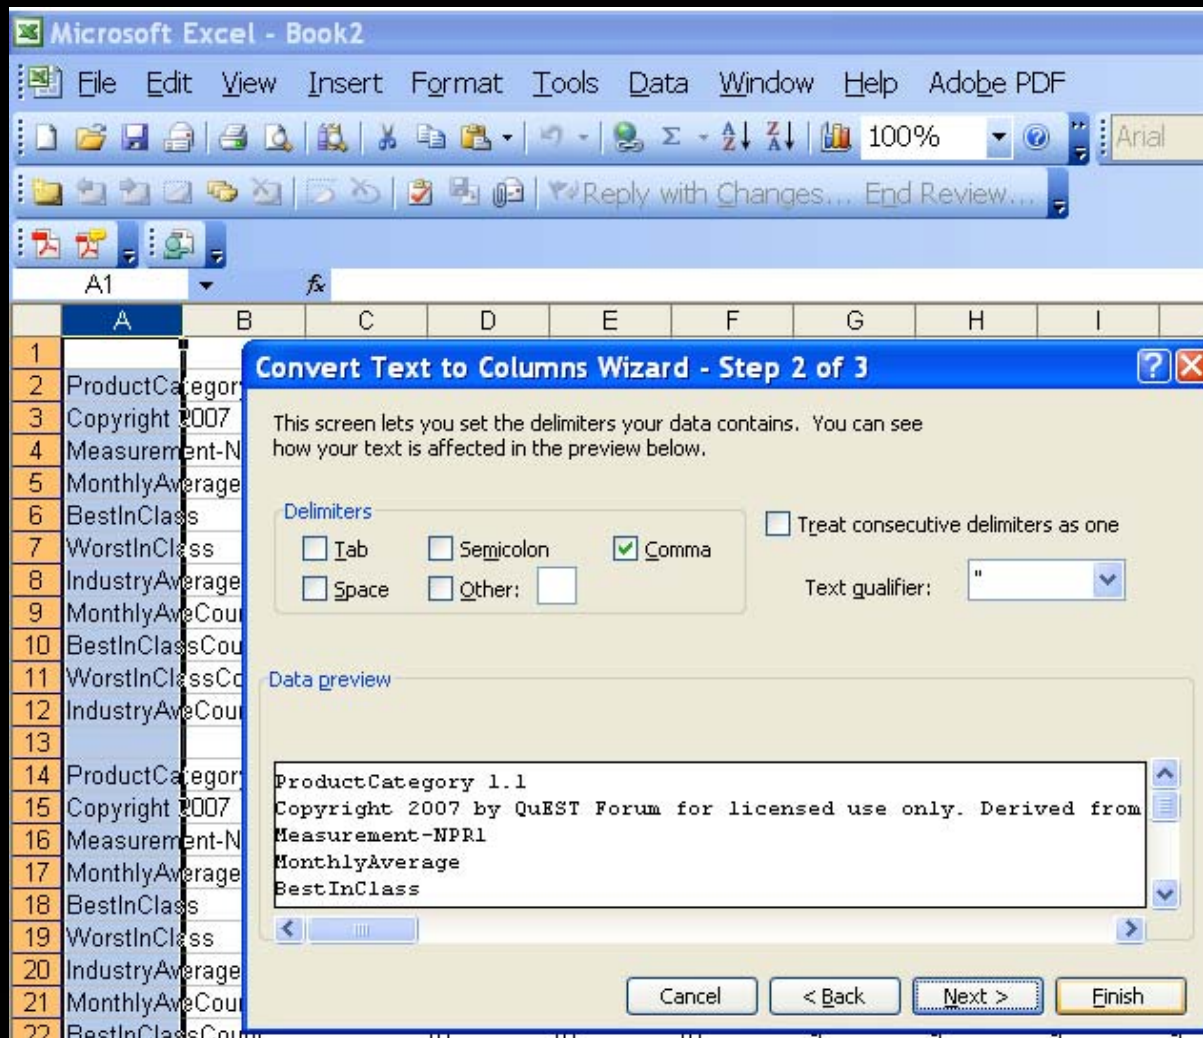 Microsoft Excel - Book2
File Edit View Insert Format Tools Data Window Help Adobe PDF
100% Arial
Reply with Changes... End Review...
A1 fx
A B C D E F G H I
1
2 ProductCategory
3 Copyright 2007
4 Measurement-N
5 MonthlyAverage
6 BestInClass
7 WorstInClass
8 IndustryAverage
9 MonthlyAveCou
10 BestInClassCou
11 WorstInClassCo
12 IndustryAveCou
13
14 ProductCategory
15 Copyright 2007
16 Measurement-N
17 MonthlyAverage
18 BestInClass
19 WorstInClass
20 IndustryAverage
21 MonthlyAveCou
22 BestInClassCount
Convert Text to Columns Wizard - Step 2 of 3
This screen lets you set the delimiters your data contains. You can see
how your text is affected in the preview below.
Delimiters
Tab Semicolon Comma
Space Other:
Treat consecutive delimiters as one
Text qualifier: "
Data preview
ProductCategory 1.1
Copyright 2007 by QuEST Forum for licensed use only. Derived from
Measurement-NPR1
MonthlyAverage
BestInClass
Cancel < Back Next > Finish